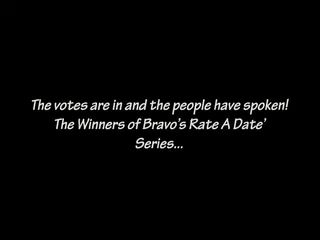 The votes are in and the people have spoken!
The Winners of Bravo's Rate A Date'
Series...